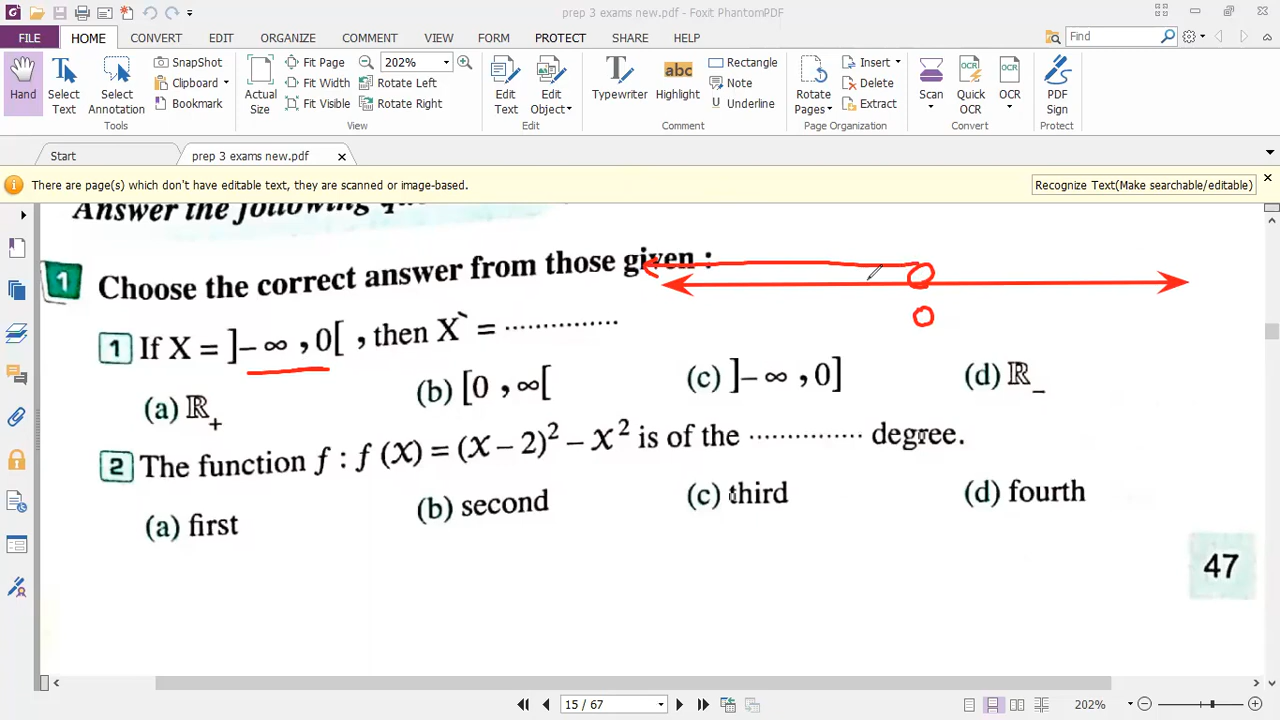 prep 3 exams new.pdf - Foxit PhantomPDF
FILE HOME CONVERT EDIT ORGANIZE COMMENT VIEW FORM PROTECT SHARE HELP Find
Hand
Select Text
Select Annotation
SnapShot
Clipboard
Bookmark
Tools
Actual Size
Fit Page
Fit Width
Fit Visible
202%
Rotate Left
Rotate Right
View
Edit Text
Edit Object
Edit
Typewriter
Highlight
Rectangle
Note
Underline
Comment
Rotate Pages
Insert
Delete
Extract
Page Organization
Scan
Quick OCR
OCR
Convert
PDF Sign
Protect
Start prep 3 exams new.pdf
There are page(s) which don't have editable text, they are scanned or image-based. Recognize Text(Make searchable/editable)
Answer the following
1 Choose the correct answer from those given :
1 If X = ]– ∞ , 0[ , then X` = ...............
(a) ℝ₊ (b) [0 , ∞[ (c) ]– ∞ , 0] (d) ℝ₋
2 The function f : f (X) = (X – 2)² – X² is of the ............... degree.
(a) first (b) second (c) third (d) fourth
47
15 / 67 202%